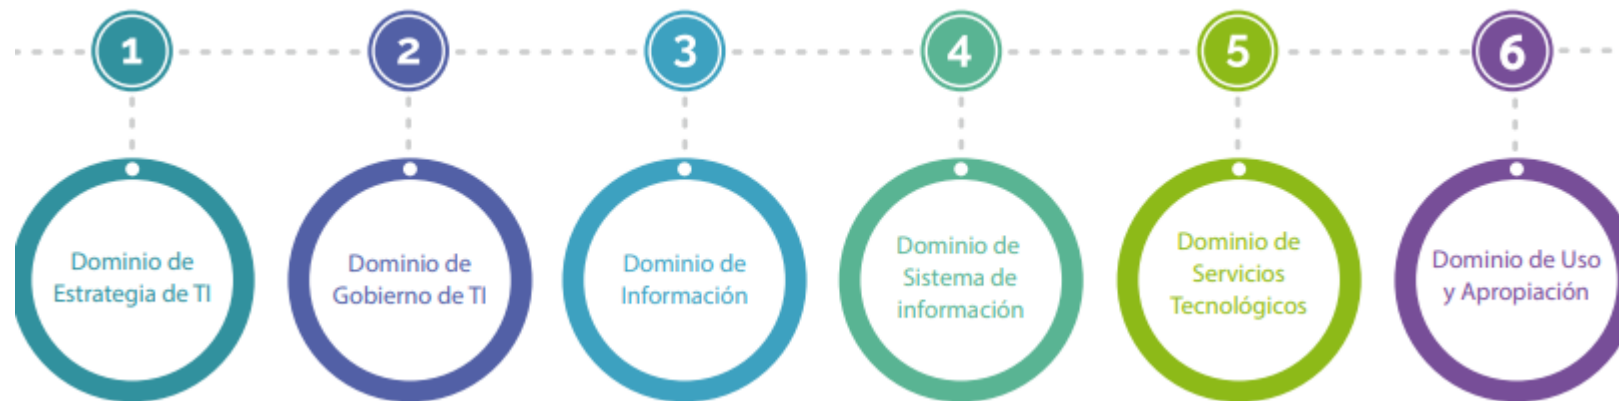 1
2
3
4
5
6
Dominio de
Estrategia de TI
Dominio de
Gobierno de TI
Dominio de
Información
Dominio de
Sistema de
información
Dominio de
Servicios
Tecnológicos
Dominio de Uso
y Apropiación